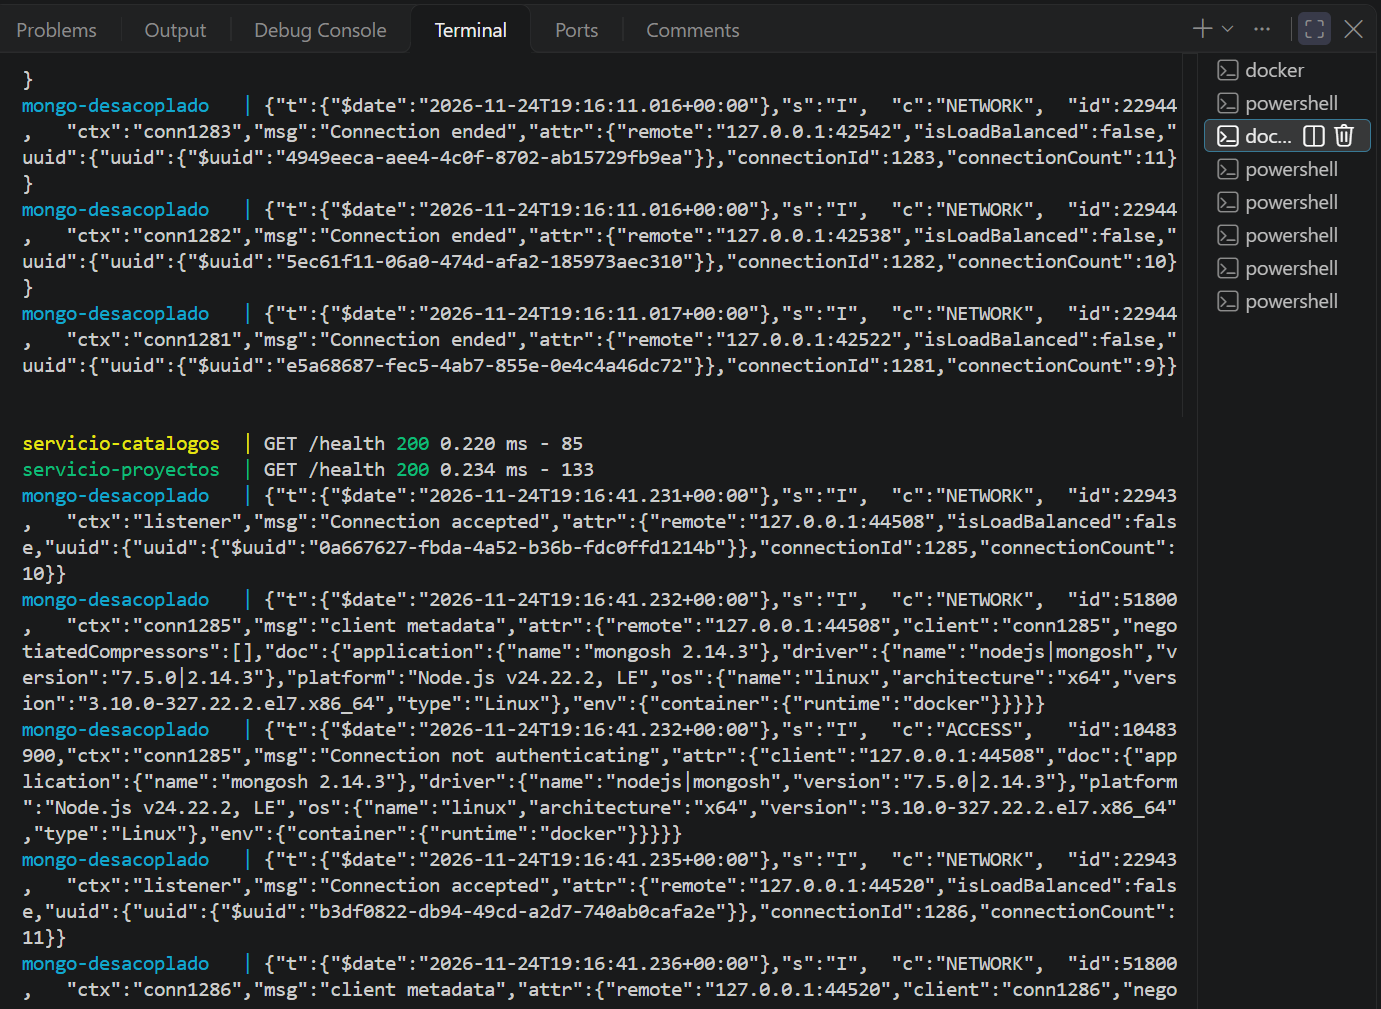 Problems Output Debug Console Terminal Ports Comments
}
mongo-desacoplado | {"t":{"$date":"2026-11-24T19:16:11.016+00:00"},"s":"I", "c":"NETWORK", "id":22944
, "ctx":"conn1283","msg":"Connection ended","attr":{"remote":"127.0.0.1:42542","isLoadBalanced":false,"
uuid":{"uuid":{"$uuid":"4949eeca-aee4-4c0f-8702-ab15729fb9ea"}},"connectionId":1283,"connectionCount":11}
}
mongo-desacoplado | {"t":{"$date":"2026-11-24T19:16:11.016+00:00"},"s":"I", "c":"NETWORK", "id":22944
, "ctx":"conn1282","msg":"Connection ended","attr":{"remote":"127.0.0.1:42538","isLoadBalanced":false,"
uuid":{"uuid":{"$uuid":"5ec61f11-06a0-474d-afa2-185973aec310"}},"connectionId":1282,"connectionCount":10}
}
mongo-desacoplado | {"t":{"$date":"2026-11-24T19:16:11.017+00:00"},"s":"I", "c":"NETWORK", "id":22944
, "ctx":"conn1281","msg":"Connection ended","attr":{"remote":"127.0.0.1:42522","isLoadBalanced":false,"
uuid":{"uuid":{"$uuid":"e5a68687-fec5-4ab7-855e-0e4c4a46dc72"}},"connectionId":1281,"connectionCount":9}}
servicio-catalogos | GET /health 200 0.220 ms - 85
servicio-proyectos | GET /health 200 0.234 ms - 133
mongo-desacoplado | {"t":{"$date":"2026-11-24T19:16:41.231+00:00"},"s":"I", "c":"NETWORK", "id":22943
, "ctx":"listener","msg":"Connection accepted","attr":{"remote":"127.0.0.1:44508","isLoadBalanced":fals
e,"uuid":{"uuid":{"$uuid":"0a667627-fbda-4a52-b36b-fdc0ffd1214b"}},"connectionId":1285,"connectionCount":
10}}
mongo-desacoplado | {"t":{"$date":"2026-11-24T19:16:41.232+00:00"},"s":"I", "c":"NETWORK", "id":51800
, "ctx":"conn1285","msg":"client metadata","attr":{"remote":"127.0.0.1:44508","client":"conn1285","nego
tiatedCompressors":[],"doc":{"application":{"name":"mongosh 2.14.3"},"driver":{"name":"nodejs|mongosh","v
ersion":"7.5.0|2.14.3"},"platform":"Node.js v24.22.2, LE","os":{"name":"linux","architecture":"x64","vers
ion":"3.10.0-327.22.2.el7.x86_64","type":"Linux"},"env":{"container":{"runtime":"docker"}}}}}
mongo-desacoplado | {"t":{"$date":"2026-11-24T19:16:41.232+00:00"},"s":"I", "c":"ACCESS", "id":10483
900,"ctx":"conn1285","msg":"Connection not authenticating","attr":{"client":"127.0.0.1:44508","doc":{"app
lication":{"name":"mongosh 2.14.3"},"driver":{"name":"nodejs|mongosh","version":"7.5.0|2.14.3"},"platform
":"Node.js v24.22.2, LE","os":{"name":"linux","architecture":"x64","version":"3.10.0-327.22.2.el7.x86_64"
,"type":"Linux"},"env":{"container":{"runtime":"docker"}}}}}
mongo-desacoplado | {"t":{"$date":"2026-11-24T19:16:41.235+00:00"},"s":"I", "c":"NETWORK", "id":22943
, "ctx":"listener","msg":"Connection accepted","attr":{"remote":"127.0.0.1:44520","isLoadBalanced":fals
e,"uuid":{"uuid":{"$uuid":"b3df0822-db94-49cd-a2d7-740ab0cafa2e"}},"connectionId":1286,"connectionCount":
11}}
mongo-desacoplado | {"t":{"$date":"2026-11-24T19:16:41.236+00:00"},"s":"I", "c":"NETWORK", "id":51800
, "ctx":"conn1286","msg":"client metadata","attr":{"remote":"127.0.0.1:44520","client":"conn1286","nego
docker
powershell
doc...
powershell
powershell
powershell
powershell
powershell